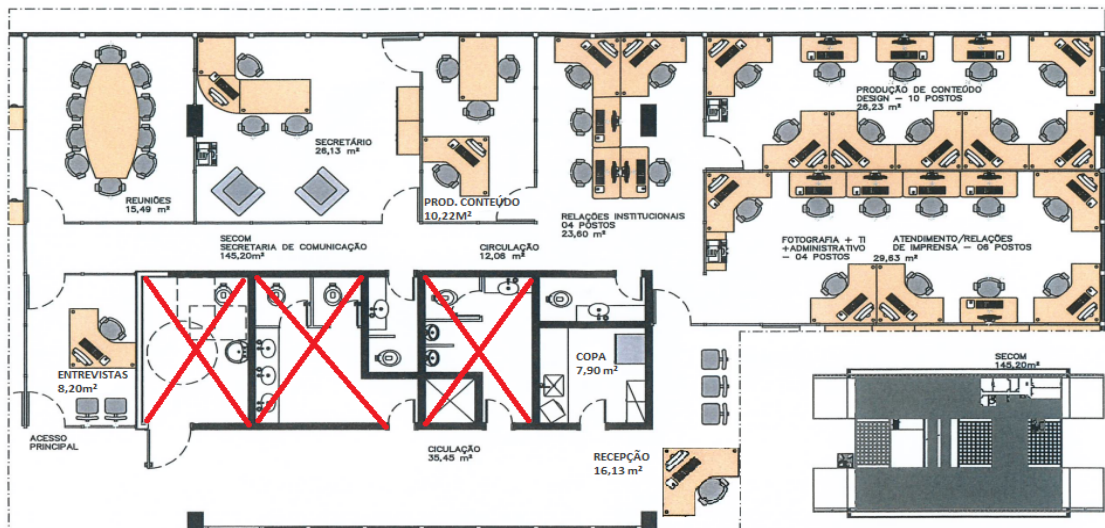 PRODUÇÃO DE CONTEÚDO
DESIGN – 10 POSTOS
26,23 m²
SECRETÁRIO
26,13 m²
REUNIÕES
15,49 m²
PROD. CONTEÚDO
10,22M²
RELAÇÕES INSTITUCIONAIS
04 POSTOS
23,60 m²
SECOM
SECRETARIA DE COMUNICAÇÃO
145,20m²
CIRCULAÇÃO
12,06 m²
FOTOGRAFIA + TI
+ADMINISTRATIVO
– 04 POSTOS
ATENDIMENTO/RELAÇÕES
DE IMPRENSA – 06 POSTOS
29,63 m²
ENTREVISTAS
8,20m²
COPA
7,90 m²
SECOM
145,20m²
ACESSO
PRINCIPAL
CICULAÇÃO
35,45 m²
RECEPÇÃO
16,13 m²